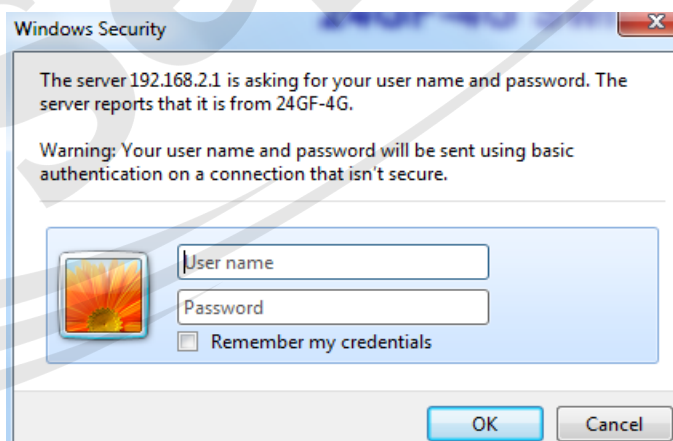 Windows Security
The server 192.168.2.1 is asking for your user name and password. The
server reports that it is from 24GF-4G.
Warning: Your user name and password will be sent using basic
authentication on a connection that isn't secure.
User name
Password
Remember my credentials
OK
Cancel